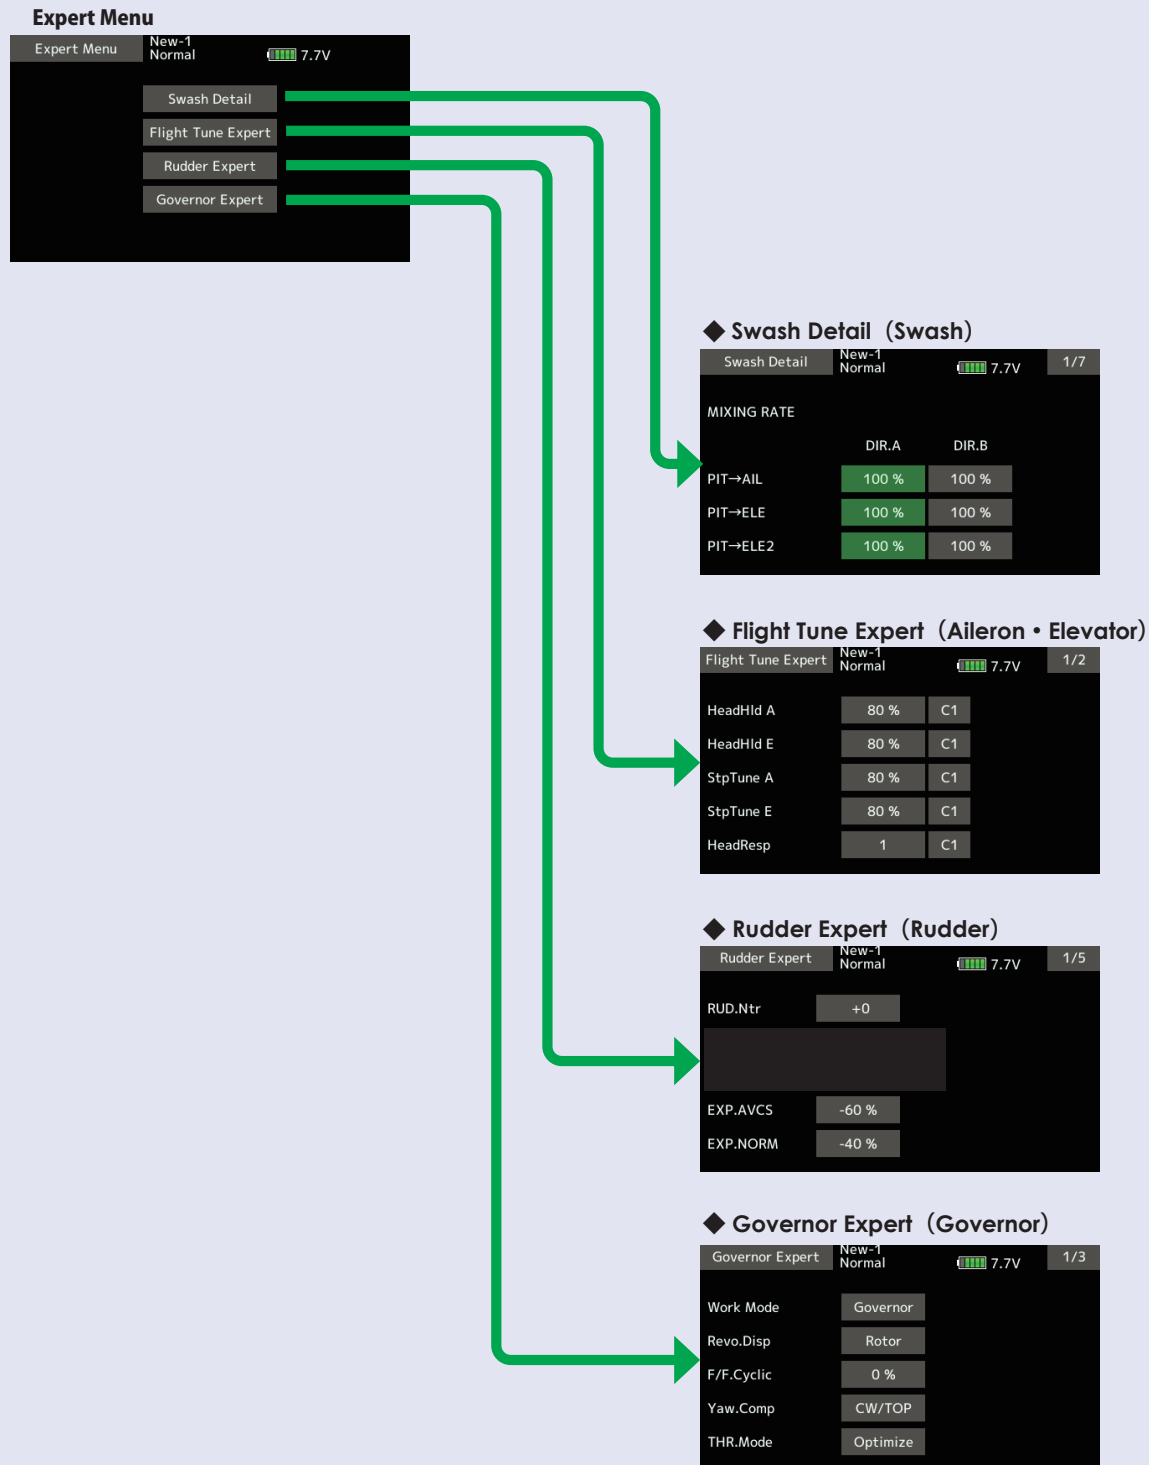 Expert Menu
Expert Menu New-1
Normal 7.7V
Swash Detail
Flight Tune Expert
Rudder Expert
Governor Expert
◆ Swash Detail（Swash）
Swash Detail New-1
Normal 7.7V 1/7
MIXING RATE
DIR.A DIR.B
PIT→AIL 100 % 100 %
PIT→ELE 100 % 100 %
PIT→ELE2 100 % 100 %
◆ Flight Tune Expert（Aileron・Elevator）
Flight Tune Expert New-1
Normal 7.7V 1/2
HeadHld A 80 % C1
HeadHld E 80 % C1
StpTune A 80 % C1
StpTune E 80 % C1
HeadResp 1 C1
◆ Rudder Expert（Rudder）
Rudder Expert New-1
Normal 7.7V 1/5
RUD.Ntr +0
EXP.AVCS -60 %
EXP.NORM -40 %
◆ Governor Expert（Governor）
Governor Expert New-1
Normal 7.7V 1/3
Work Mode Governor
Revo.Disp Rotor
F/F.Cyclic 0 %
Yaw.Comp CW/TOP
THR.Mode Optimize